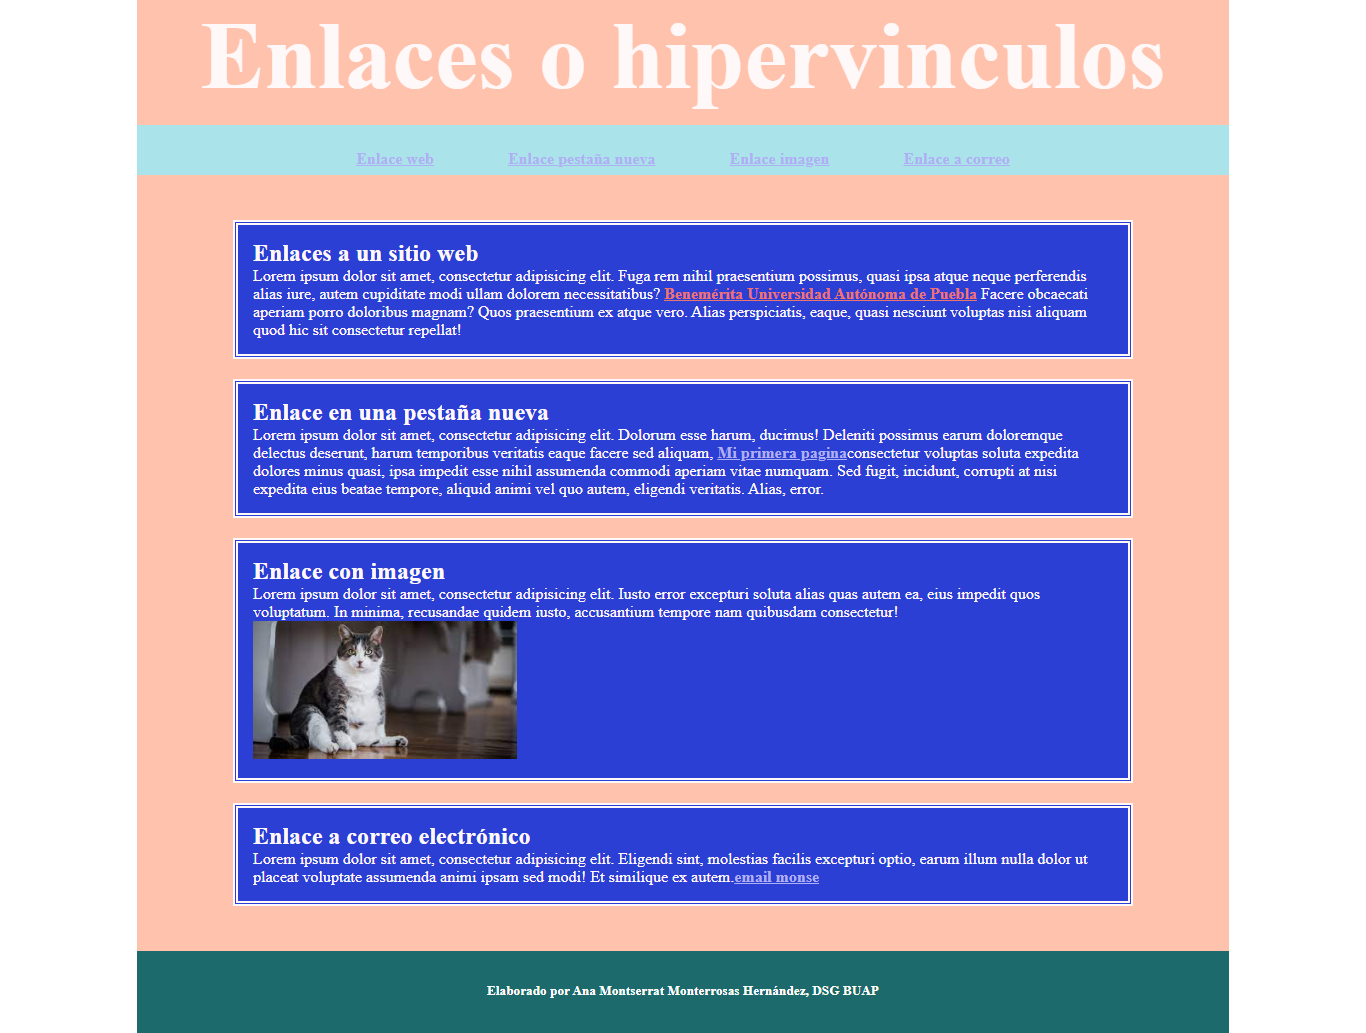 Enlaces o hipervinculos
Enlace web Enlace pestaña nueva Enlace imagen Enlace a correo
Enlaces a un sitio web
Lorem ipsum dolor sit amet, consectetur adipisicing elit. Fuga rem nihil praesentium possimus, quasi ipsa atque neque perferendis
alias iure, autem cupiditate modi ullam dolorem necessitatibus? Benemérita Universidad Autónoma de Puebla Facere obcaecati
aperiam porro doloribus magnam? Quos praesentium ex atque vero. Alias perspiciatis, eaque, quasi nesciunt voluptas nisi aliquam
quod hic sit consectetur repellat!
Enlace en una pestaña nueva
Lorem ipsum dolor sit amet, consectetur adipisicing elit. Dolorum esse harum, ducimus! Deleniti possimus earum doloremque
delectus deserunt, harum temporibus veritatis eaque facere sed aliquam, Mi primera paginaconsectetur voluptas soluta expedita
dolores minus quasi, ipsa impedit esse nihil assumenda commodi aperiam vitae numquam. Sed fugit, incidunt, corrupti at nisi
expedita eius beatae tempore, aliquid animi vel quo autem, eligendi veritatis. Alias, error.
Enlace con imagen
Lorem ipsum dolor sit amet, consectetur adipisicing elit. Iusto error excepturi soluta alias quas autem ea, eius impedit quos
voluptatum. In minima, recusandae quidem iusto, accusantium tempore nam quibusdam consectetur!
Enlace a correo electrónico
Lorem ipsum dolor sit amet, consectetur adipisicing elit. Eligendi sint, molestias facilis excepturi optio, earum illum nulla dolor ut
placeat voluptate assumenda animi ipsam sed modi! Et similique ex autem.email monse
Elaborado por Ana Montserrat Monterrosas Hernández, DSG BUAP